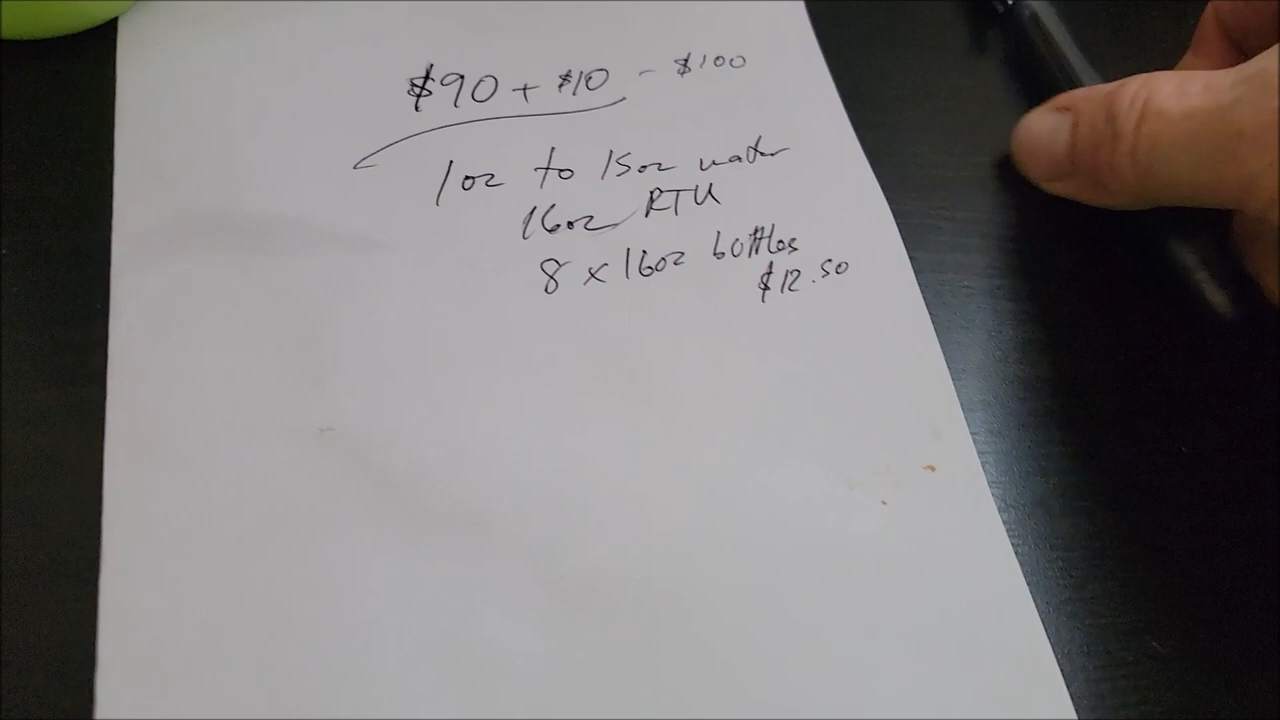 $90 + $10 - $100
1oz to 15oz water
16oz RTU
8 x 16oz bottles
$12.50